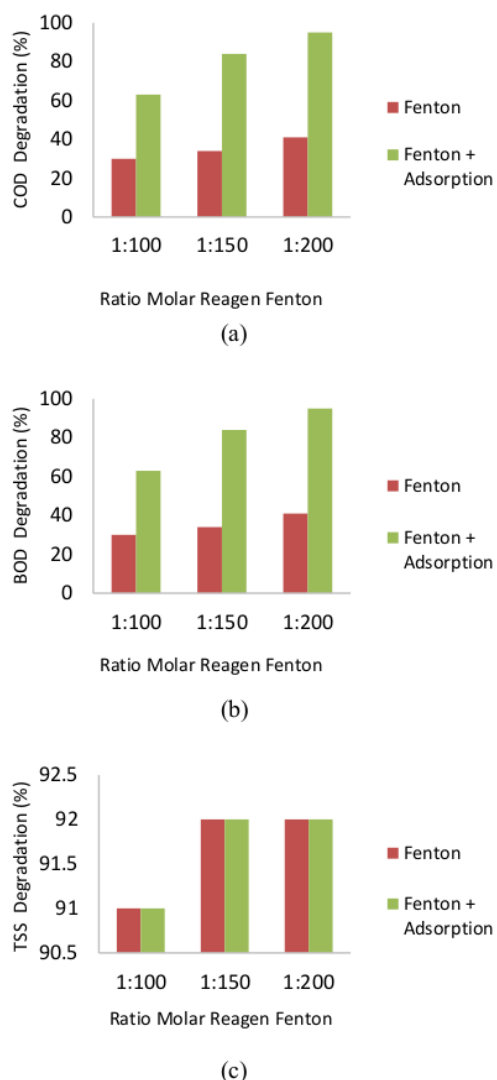 100
80
60
40
20
0
COD Degradation (%)
1:100 1:150 1:200
Ratio Molar Reagen Fenton
Fenton
Fenton +
Adsorption
(a)
100
80
60
40
20
0
BOD Degradation (%)
1:100 1:150 1:200
Ratio Molar Reagen Fenton
Fenton
Fenton +
Adsorption
(b)
92.5
92
91.5
91
90.5
TSS Degradation (%)
1:100 1:150 1:200
Ratio Molar Reagen Fenton
Fenton
Fenton +
Adsorption
(c)